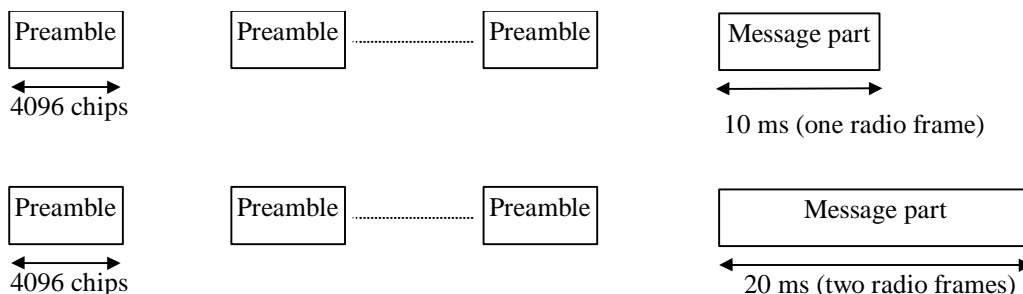 Preamble Preamble Preamble Message part
4096 chips
10 ms (one radio frame)
Preamble Preamble Preamble Message part
4096 chips
20 ms (two radio frames)